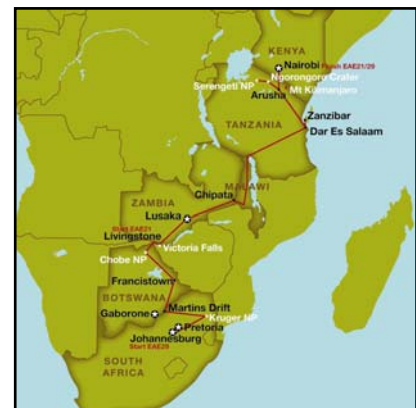 KENYA
Nairobi Finish EAE21/29
Ngorongoro Crater
Serengeti NP
Mt Kilimanjaro
Arusha
Zanzibar
TANZANIA
Dar Es Salaam
MALAWI
Chipata
ZAMBIA
Lusaka
Start EAE21
Livingstone
Victoria Falls
Chobe NP
Francistown
BOTSWANA
Martins Drift
Gaborone
Kruger NP
Pretoria
Johannesburg
Start EAE29
SOUTH
AFRICA